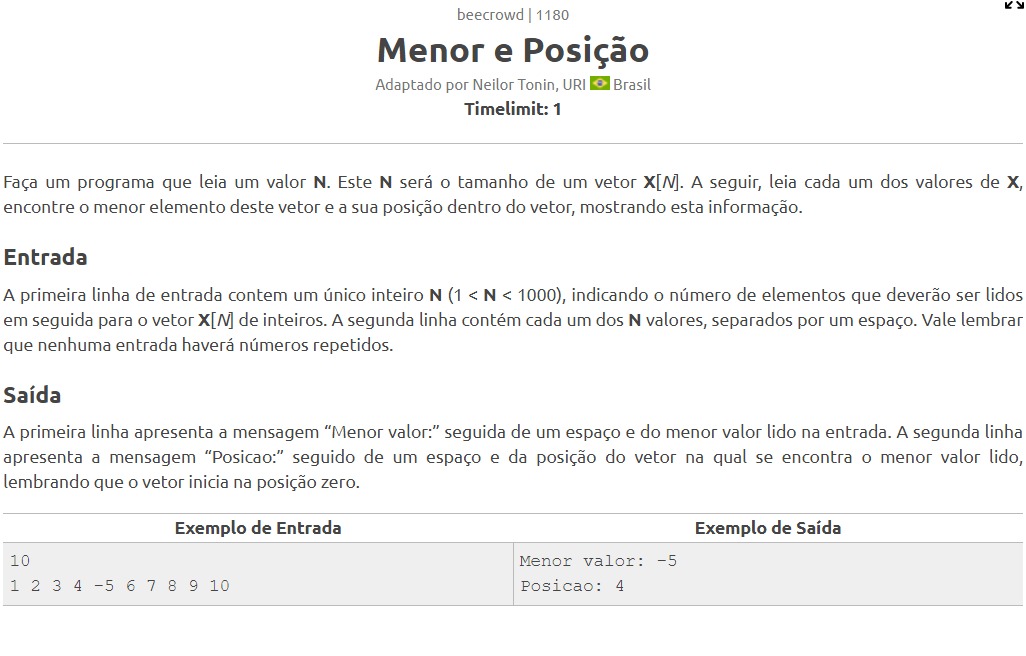 beecrowd | 1180
Menor e Posição
Adaptado por Neilor Tonin, URI Brasil
Timelimit: 1
Faça um programa que leia um valor N. Este N será o tamanho de um vetor X[N]. A seguir, leia cada um dos valores de X,
encontre o menor elemento deste vetor e a sua posição dentro do vetor, mostrando esta informação.
Entrada
A primeira linha de entrada contem um único inteiro N (1 < N < 1000), indicando o número de elementos que deverão ser lidos
em seguida para o vetor X[N] de inteiros. A segunda linha contém cada um dos N valores, separados por um espaço. Vale lembrar
que nenhuma entrada haverá números repetidos.
Saída
A primeira linha apresenta a mensagem “Menor valor:” seguida de um espaço e do menor valor lido na entrada. A segunda linha
apresenta a mensagem “Posicao:” seguido de um espaço e da posição do vetor na qual se encontra o menor valor lido,
lembrando que o vetor inicia na posição zero.
Exemplo de Entrada
Exemplo de Saída
10
1 2 3 4 -5 6 7 8 9 10
Menor valor: -5
Posicao: 4